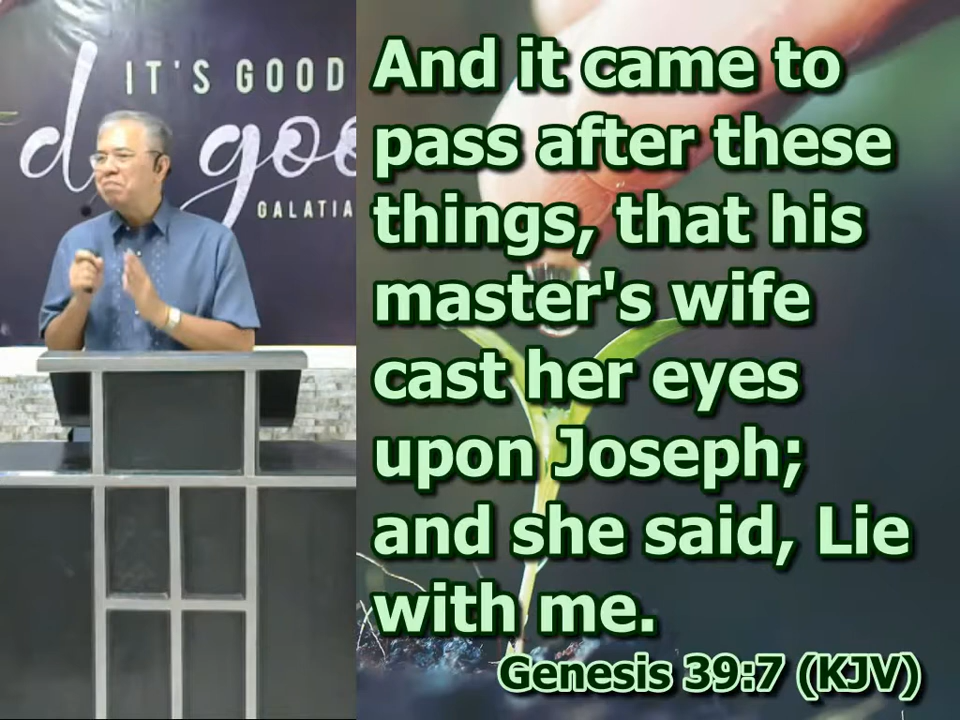 IT'S GOOD
d goo
GALATIA
And it came to
pass after these
things, that his
master's wife
cast her eyes
upon Joseph;
and she said, Lie
with me.
Genesis 39:7 (KJV)